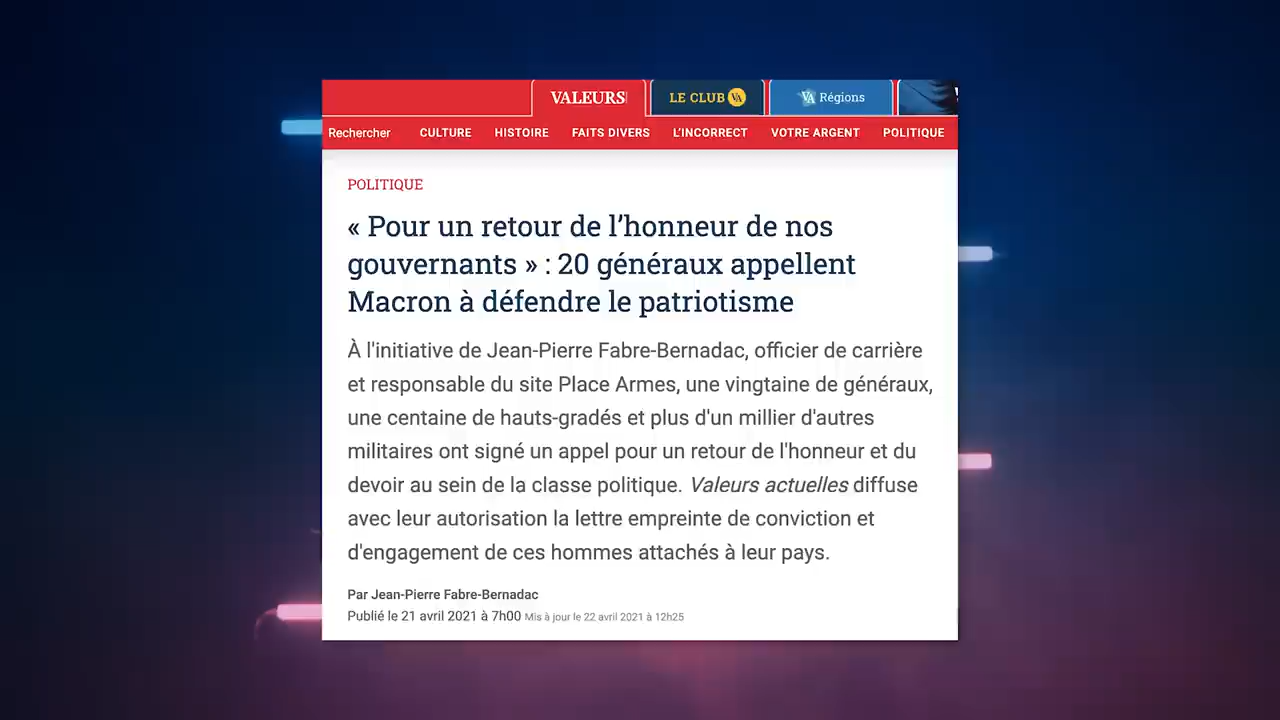 VALEURS
LE CLUB VA
VA Régions
Rechercher CULTURE HISTOIRE FAITS DIVERS L'INCORRECT VOTRE ARGENT POLITIQUE
POLITIQUE
« Pour un retour de l’honneur de nos
gouvernants » : 20 généraux appellent
Macron à défendre le patriotisme
À l'initiative de Jean-Pierre Fabre-Bernadac, officier de carrière
et responsable du site Place Armes, une vingtaine de généraux,
une centaine de hauts-gradés et plus d'un millier d'autres
militaires ont signé un appel pour un retour de l'honneur et du
devoir au sein de la classe politique. Valeurs actuelles diffuse
avec leur autorisation la lettre empreinte de conviction et
d'engagement de ces hommes attachés à leur pays.
Par Jean-Pierre Fabre-Bernadac
Publié le 21 avril 2021 à 7h00 Mis à jour le 22 avril 2021 à 12h25